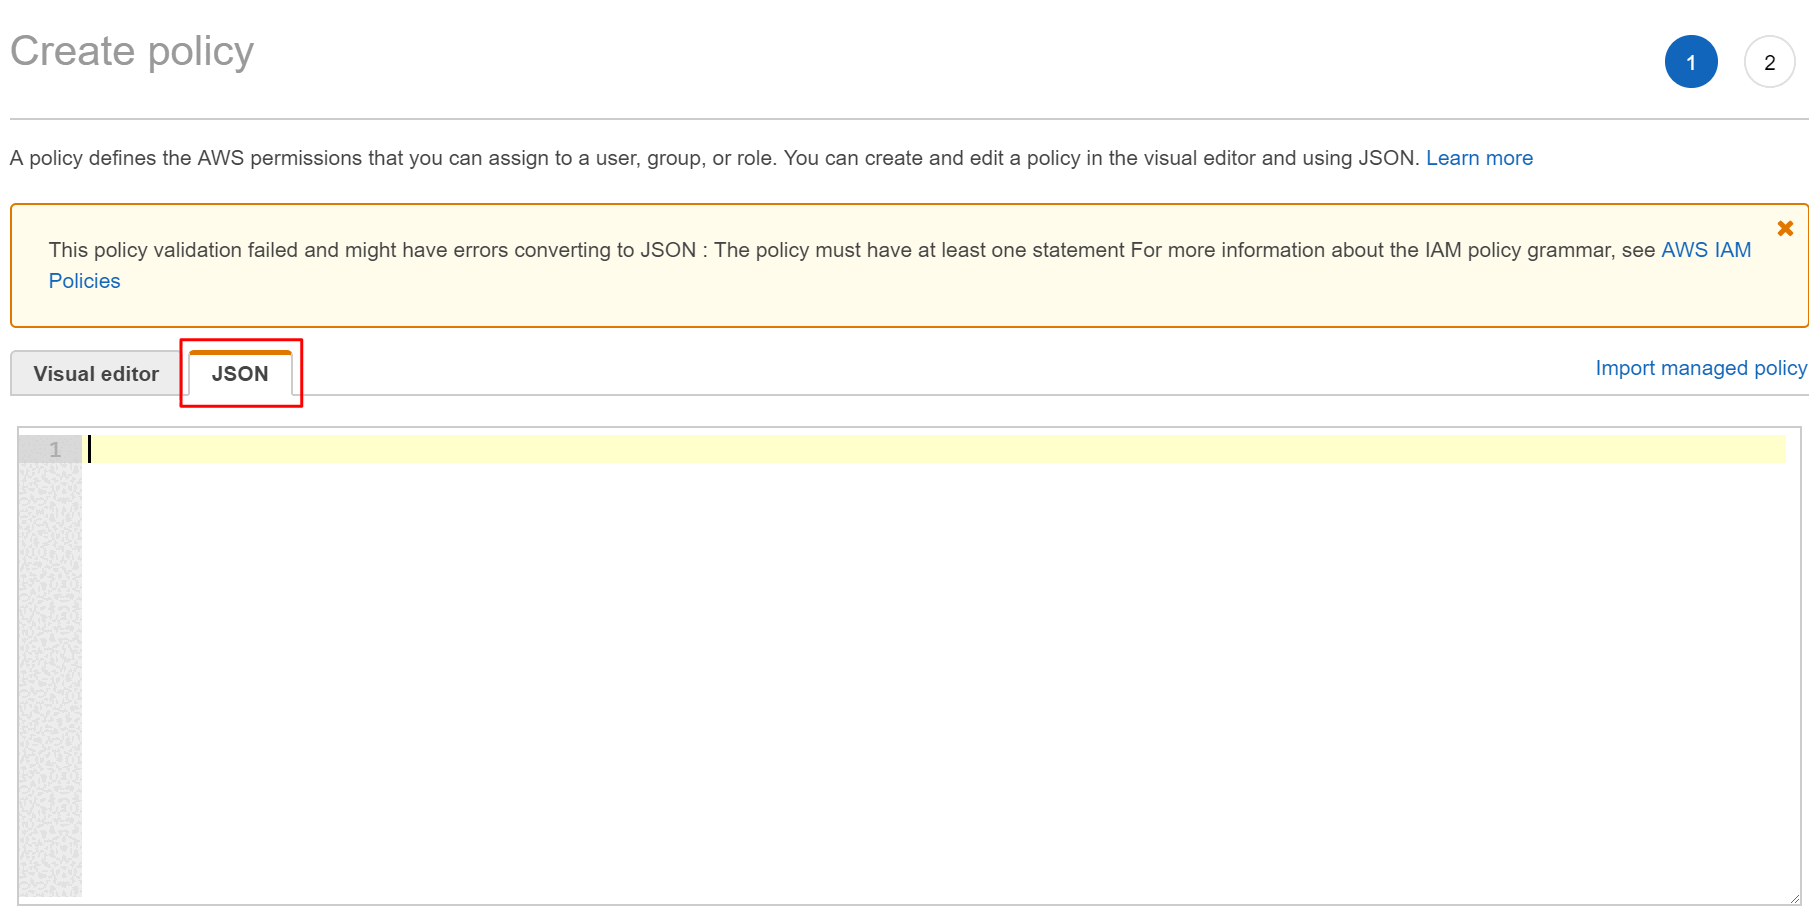 Create policy
1
2
A policy defines the AWS permissions that you can assign to a user, group, or role. You can create and edit a policy in the visual editor and using JSON. Learn more
This policy validation failed and might have errors converting to JSON : The policy must have at least one statement For more information about the IAM policy grammar, see AWS IAM
Policies
Visual editor
JSON
Import managed policy
1